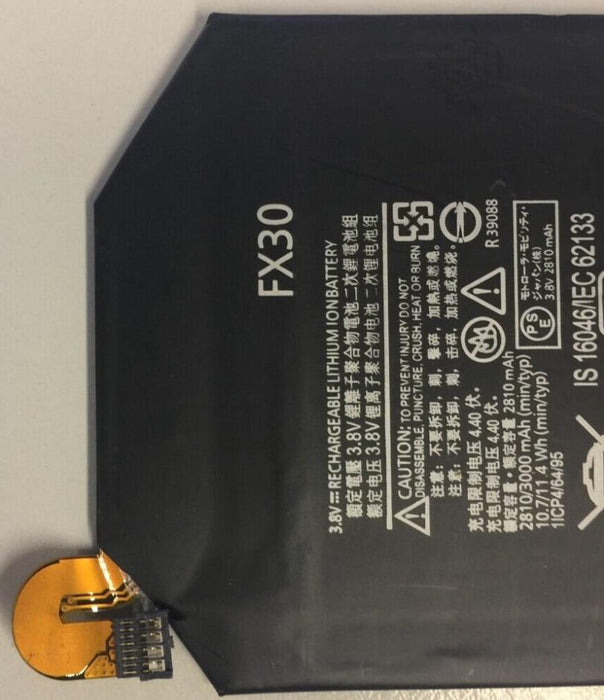 FX30
3.8V⎓RECHARGEABLE LITHIUM IONBATTERY
額定電壓 3.8V 鋰離子聚合物電池二次鋰電池組
额定电压 3.8V 锂离子聚合物电池二次锂电池组
CAUTION: TO PREVENT INJURY DO NOT
DISASSEMBLE, PUNCTURE, CRUSH, HEAT OR BURN
注意: 不要拆卸, 刺, 擊碎, 加熱或燃燒。
注意: 不要拆卸, 刺, 击碎, 加热或燃烧。
充电限制电压 4.40 伏。
充电限制电压 4.40 伏。
額定容量・额定容量 2810 mAh
2810/3000 mAh (min/typ)
10.7/11.4 Wh (min/typ)
1ICP4/64/95
R 39088
PS
E
モトローラ・モビリティ・
ジャパン(株)
3.8V 2810 mAh
IS 16046/IEC 62133